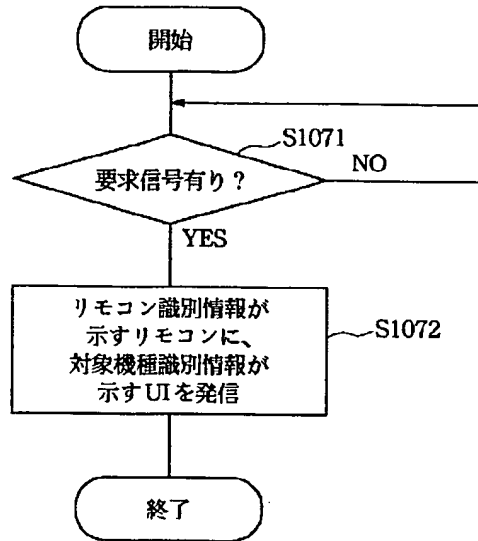 開始
S1071
要求信号有り?
NO
YES
リモコン識別情報が
示すリモコンに、
対象機種識別情報が
示すUIを発信
S1072
終了